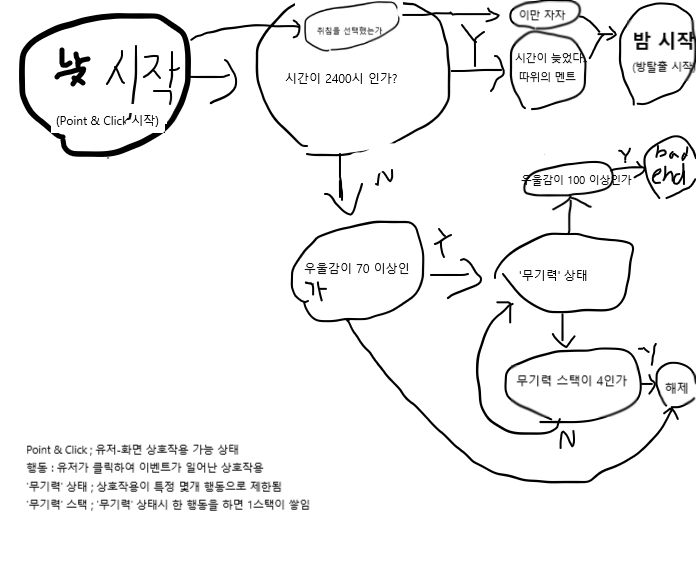 낮 시작
(Point & Click 시작)
취침을 선택했는가
시간이 2400시 인가?
Y
이만 자자
시간이 늦었다.
따위의 멘트
밤 시작
(방탈출 시작)
N
우울감이 70 이상인
가
Y
'무기력' 상태
우울감이 100 이상인가
Y
bad
end
무기력 스택이 4인가
Y
해제
N
Point & Click ; 유저-화면 상호작용 가능 상태
행동 : 유저가 클릭하여 이벤트가 일어난 상호작용
'무기력' 상태 ; 상호작용이 특정 몇개 행동으로 제한됨
'무기력' 스택 ; '무기력' 상태시 한 행동을 하면 1스택이 쌓임